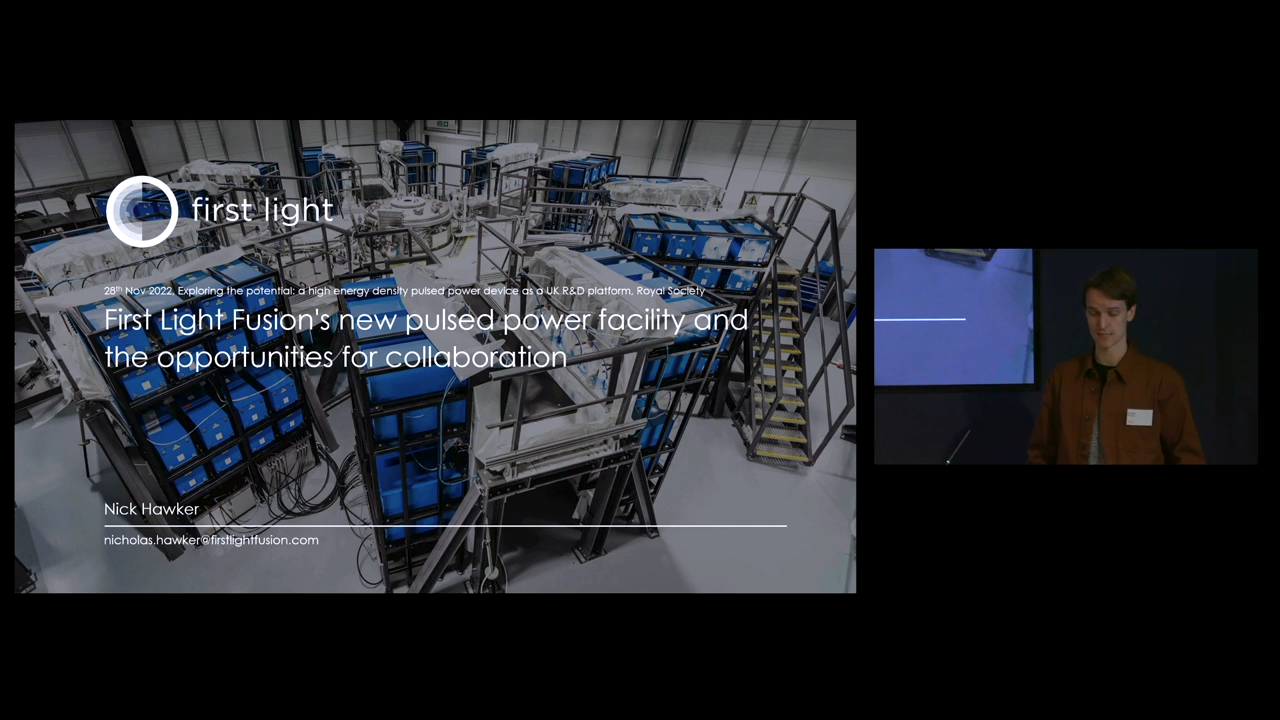 first light
28th Nov 2022, Exploring the potential: a high energy density pulsed power device as a UK R&D platform, Royal Society
First Light Fusion's new pulsed power facility and
the opportunities for collaboration
Nick Hawker
nicholas.hawker@firstlightfusion.com